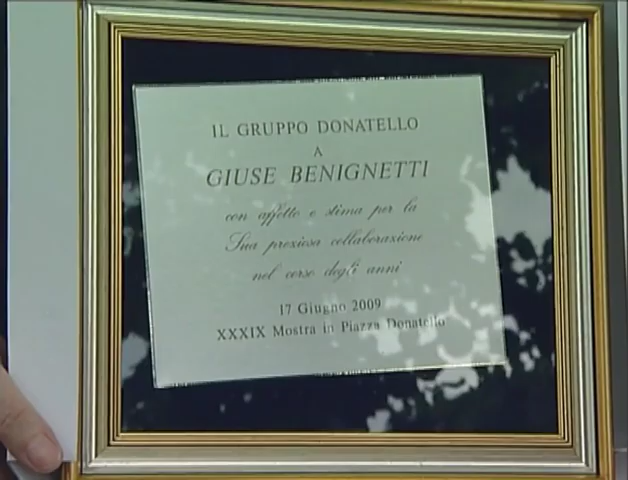 IL GRUPPO DONATELLO
A
GIUSE BENIGNETTI
con affetto e stima per la
Sua preziosa collaborazione
nel corso degli anni
17 Giugno 2009
XXXIX Mostra in Piazza Donatello